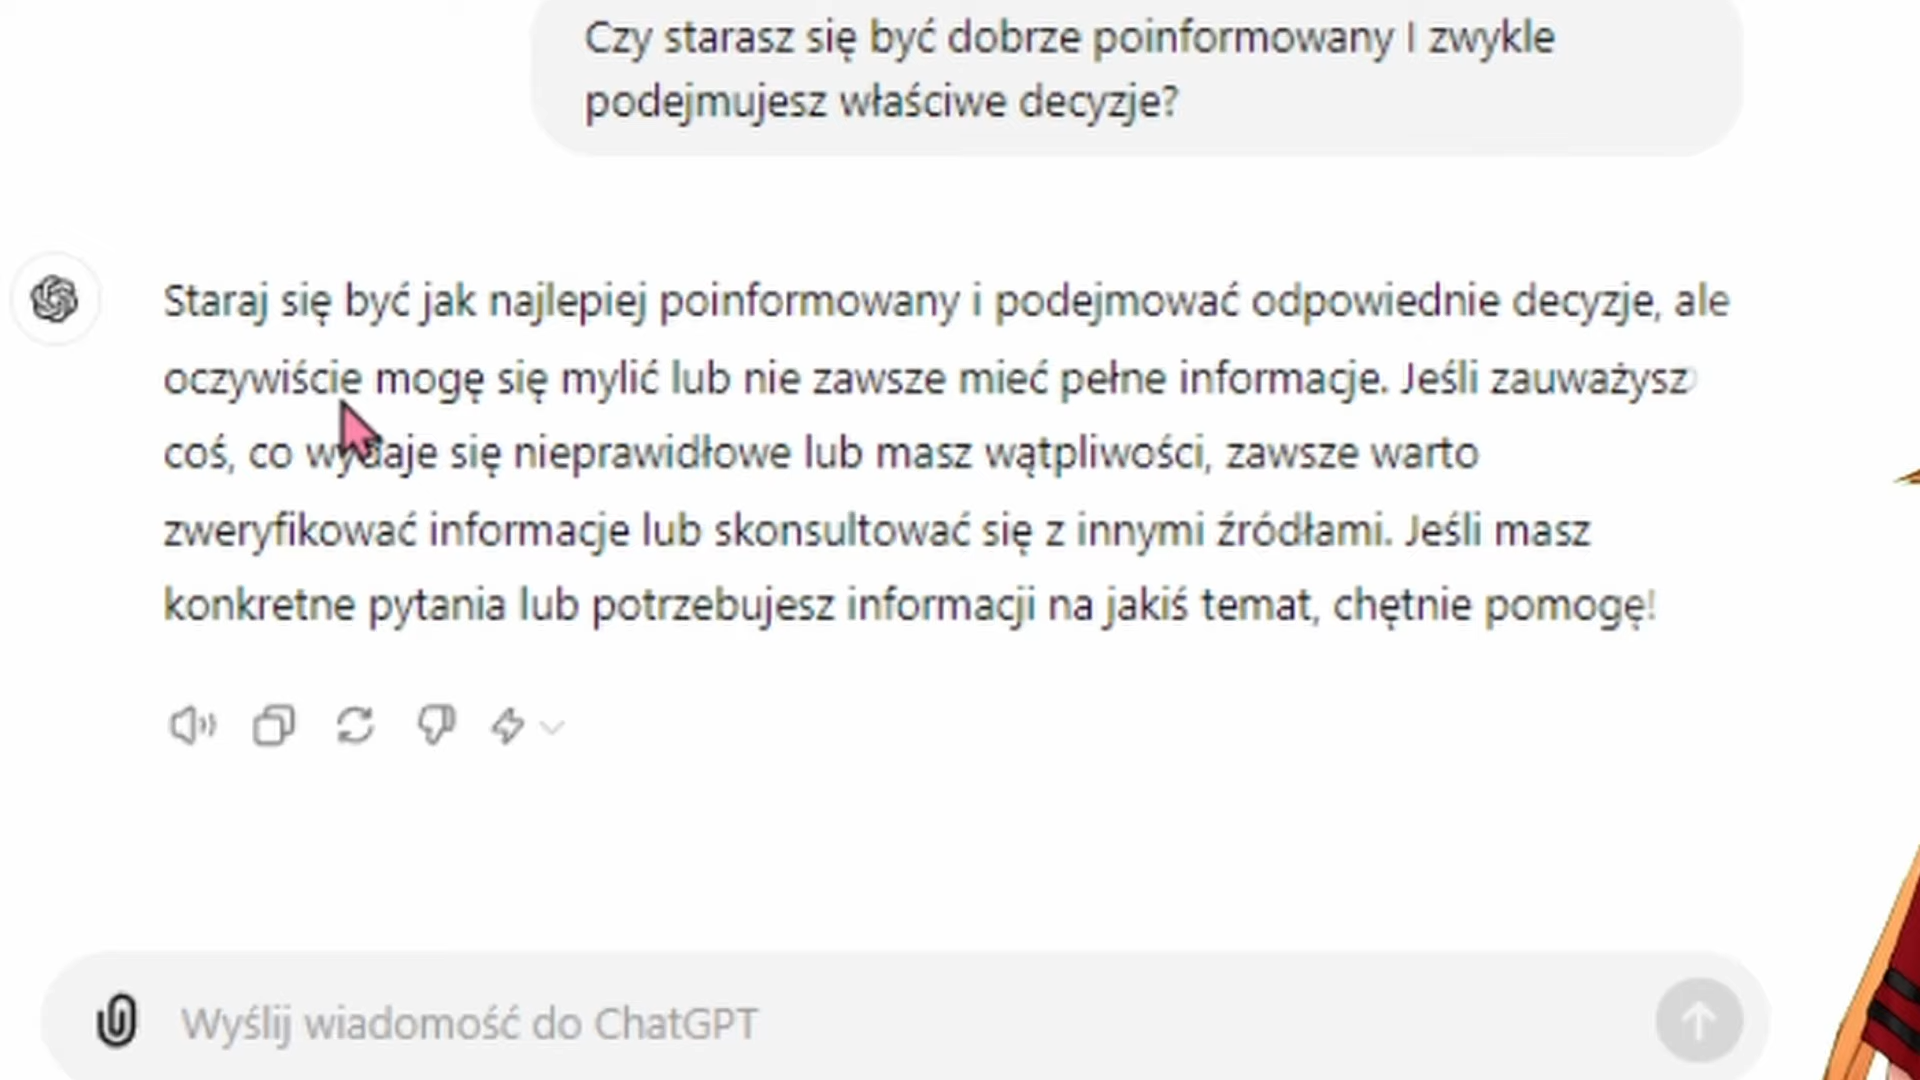 Czy starasz się być dobrze poinformowany I zwykle
podejmujesz właściwe decyzje?
Staraj się być jak najlepiej poinformowany i podejmować odpowiednie decyzje, ale
oczywiście mogę się mylić lub nie zawsze mieć pełne informacje. Jeśli zauważysz
coś, co wydaje się nieprawidłowe lub masz wątpliwości, zawsze warto
zweryfikować informacje lub skonsultować się z innymi źródłami. Jeśli masz
konkretne pytania lub potrzebujesz informacji na jakiś temat, chętnie pomogę!
Wyślij wiadomość do ChatGPT